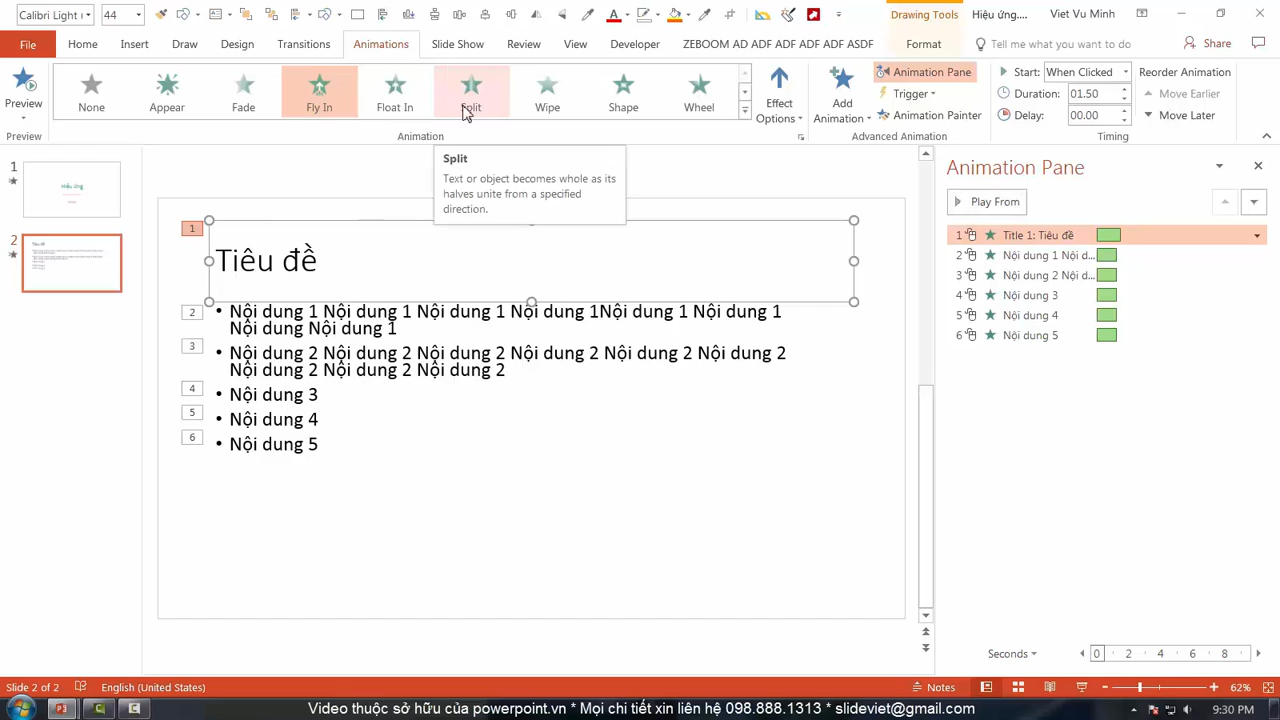 Calibri Light ( 44 Drawing Tools Hiệu ứng.... Viet Vu Minh
File Home Insert Draw Design Transitions Animations Slide Show Review View Developer ZEBOOM AD ADF ADF ADF ADF ASDF Format Tell me what you want to do Share
Preview
None Appear Fade Fly In Float In Split Wipe Shape Wheel
Effect Options
Add Animation
Animation Pane
Trigger
Animation Painter
Start: When Clicked
Duration: 01.50
Delay: 00.00
Reorder Animation
Move Earlier
Move Later
Preview Animation Advanced Animation Timing
Split
Text or object becomes whole as its
halves unite from a specified
direction.
1
Hiệu ứng
2
Tiêu đề
1
Tiêu đề
2
• Nội dung 1 Nội dung 1 Nội dung 1 Nội dung 1Nội dung 1 Nội dung 1
Nội dung Nội dung 1
3
• Nội dung 2 Nội dung 2 Nội dung 2 Nội dung 2 Nội dung 2 Nội dung 2
Nội dung 2 Nội dung 2 Nội dung 2
4
• Nội dung 3
5
• Nội dung 4
6
• Nội dung 5
Animation Pane
Play From
1 Title 1: Tiêu đề
2 Nội dung 1 Nội d...
3 Nội dung 2 Nội d...
4 Nội dung 3
5 Nội dung 4
6 Nội dung 5
Seconds 0 2 4 6 8
Slide 2 of 2 English (United States) Notes 62%
Video thuộc sở hữu của powerpoint.vn * Mọi chi tiết xin liên hệ 098.888.1313 * slideviet@gmail.com
9:30 PM